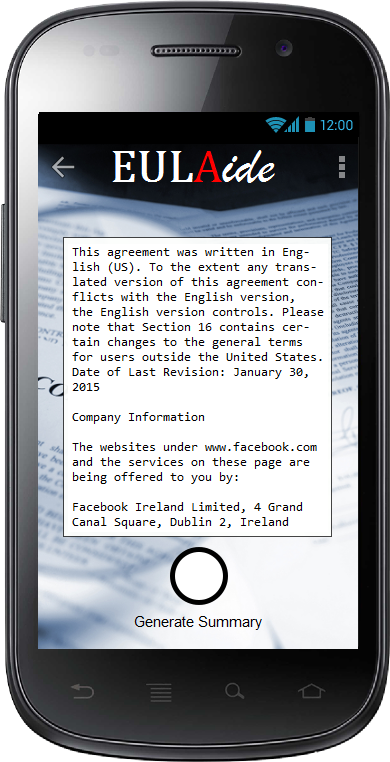 12:00
EULAide
This agreement was written in Eng-
lish (US). To the extent any trans-
lated version of this agreement con-
flicts with the English version,
the English version controls. Please
note that Section 16 contains cer-
tain changes to the general terms
for users outside the United States.
Date of Last Revision: January 30,
2015
Company Information
The websites under www.facebook.com
and the services on these page are
being offered to you by:
Facebook Ireland Limited, 4 Grand
Canal Square, Dublin 2, Ireland
Generate Summary